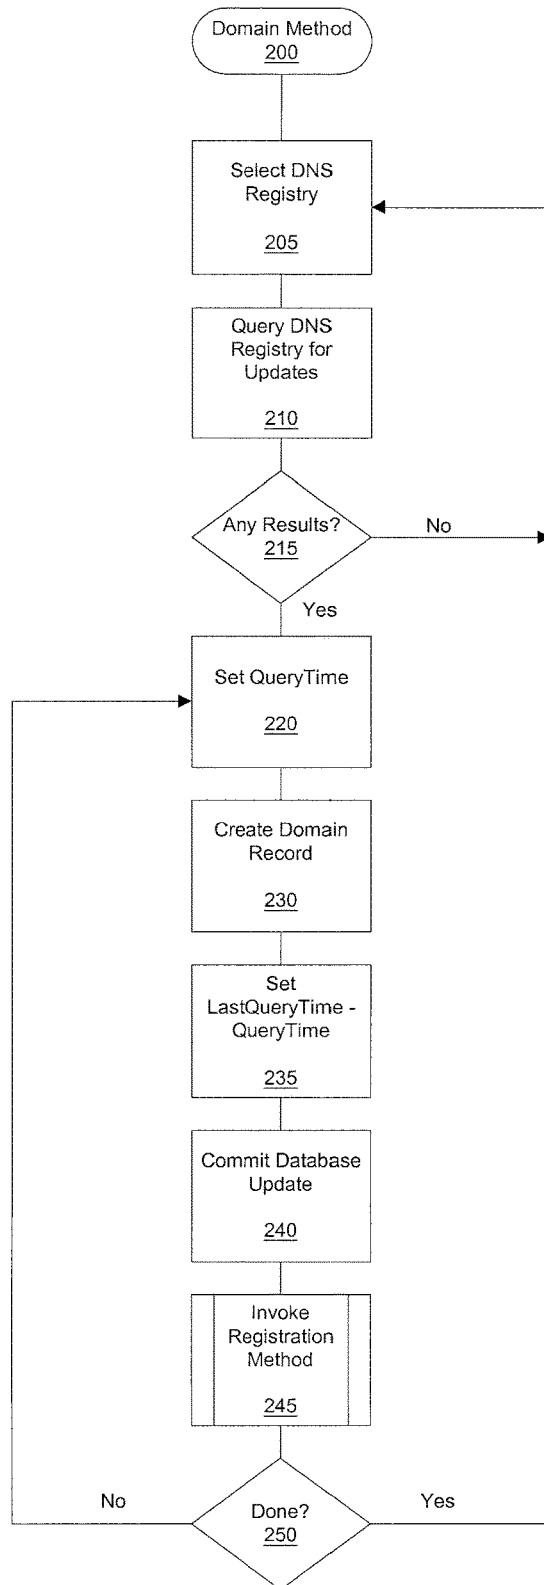 Domain Method
200
Select DNS
Registry
205
Query DNS
Registry for
Updates
210
Any Results?
215
No
Yes
Set QueryTime
220
Create Domain
Record
230
Set
LastQueryTime -
QueryTime
235
Commit Database
Update
240
Invoke
Registration
Method
245
No
Done?
250
Yes